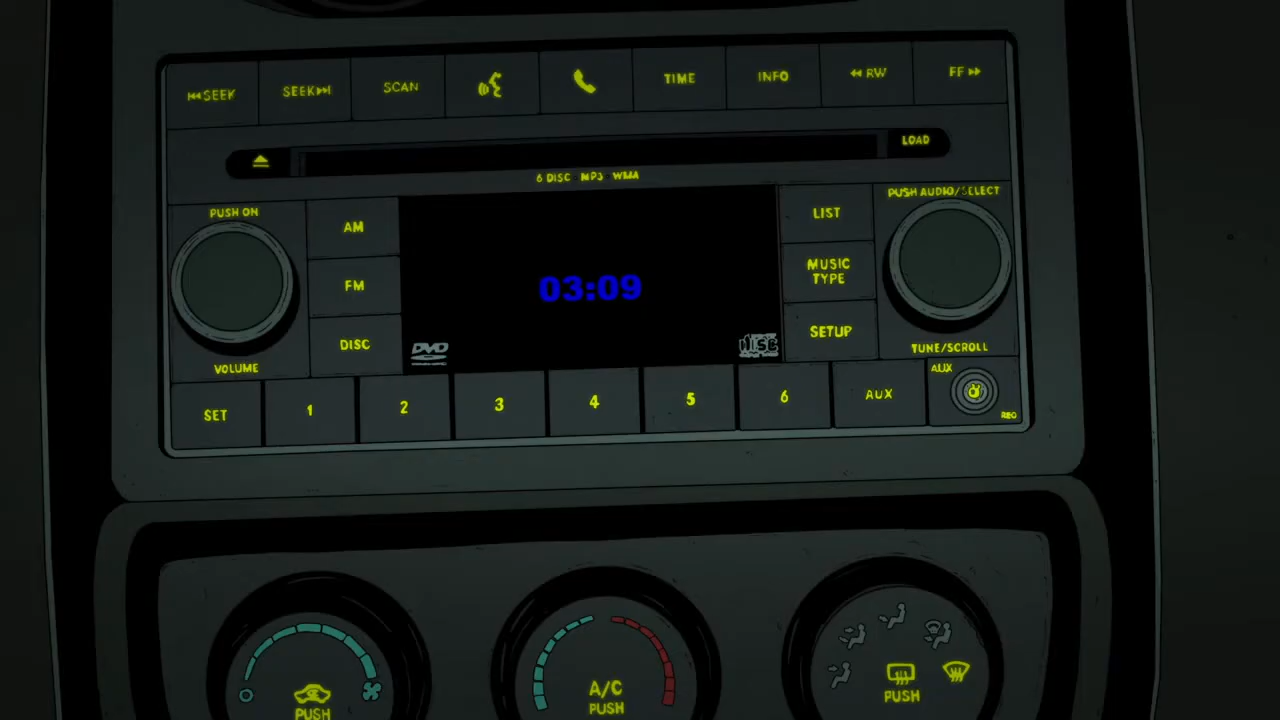 SEEK
SEEK
SCAN
TIME
INFO
RW
FF
LOAD
6 DISC MP3 WMA
PUSH ON
PUSH AUDIO/SELECT
AM
LIST
FM
03:09
MUSIC
TYPE
DISC
DVD
disc
SETUP
VOLUME
TUNE/SCROLL
SET
1
2
3
4
5
6
AUX
AUX
REC
PUSH
A/C
PUSH
PUSH